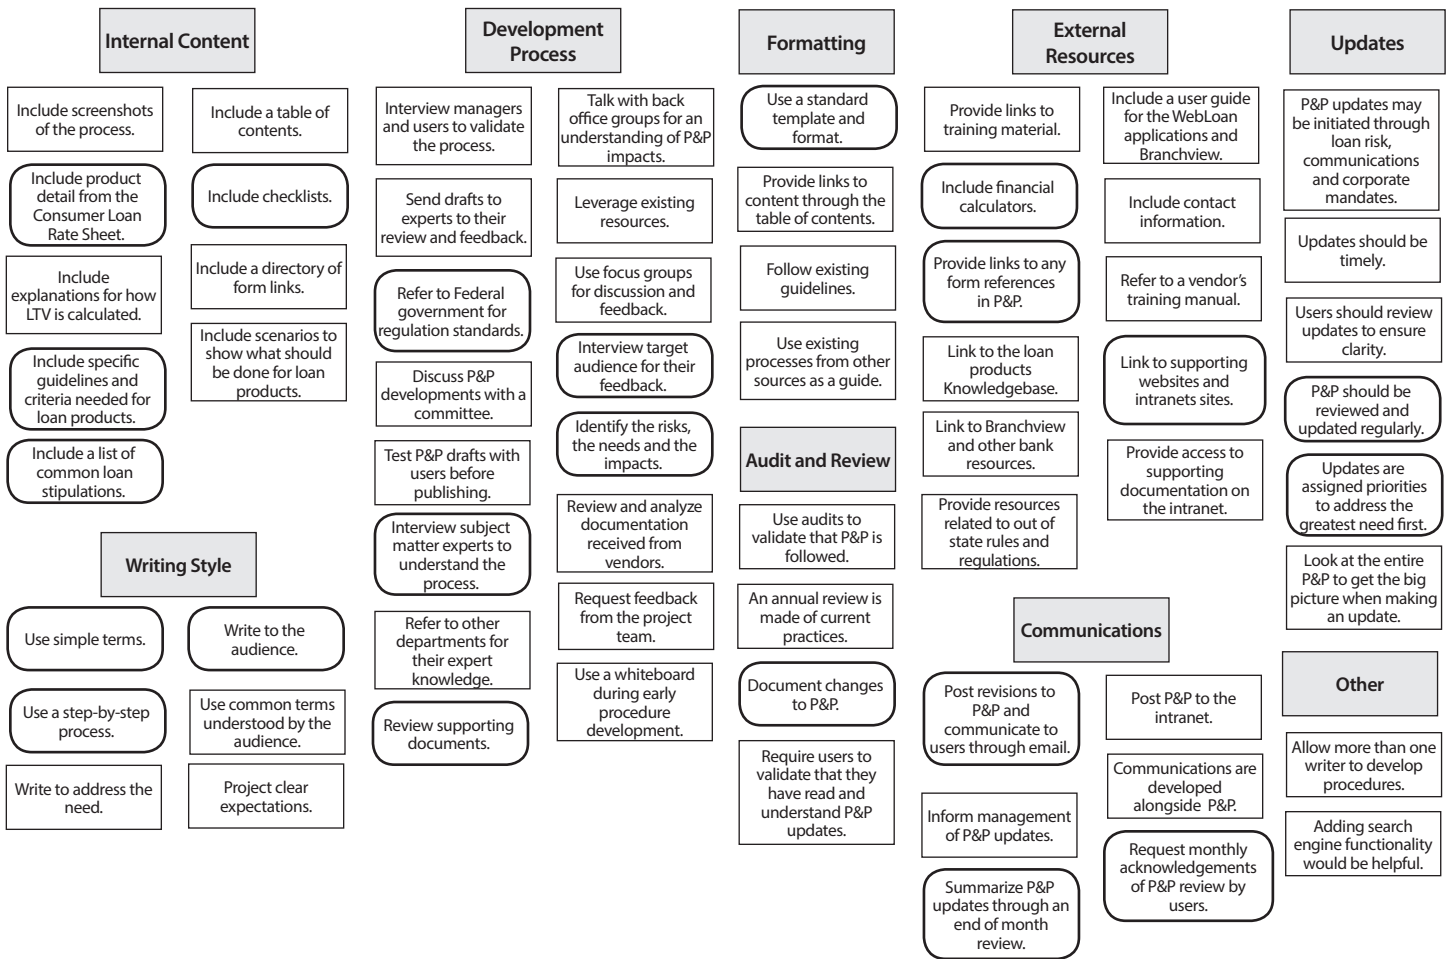 Internal Content
Include screenshots
of the process.
Include a table of
contents.
Include product
detail from the
Consumer Loan
Rate Sheet.
Include checklists.
Include
explanations for how
LTV is calculated.
Include a directory of
form links.
Include specific
guidelines and
criteria needed for
loan products.
Include scenarios to
show what should
be done for loan
products.
Include a list of
common loan
stipulations.
Writing Style
Use simple terms.
Write to the
audience.
Use a step-by-step
process.
Use common terms
understood by the
audience.
Write to address the
need.
Project clear
expectations.
Development
Process
Interview managers
and users to validate
the process.
Talk with back
office groups for an
understanding of P&P
impacts.
Send drafts to
experts to their
review and feedback.
Leverage existing
resources.
Refer to Federal
government for
regulation standards.
Use focus groups
for discussion and
feedback.
Discuss P&P
developments with a
committee.
Interview target
audience for their
feedback.
Test P&P drafts with
users before
publishing.
Identify the risks,
the needs and the
impacts.
Interview subject
matter experts to
understand the
process.
Review and analyze
documentation
received from
vendors.
Refer to other
departments for
their expert
knowledge.
Request feedback
from the project
team.
Review supporting
documents.
Use a whiteboard
during early
procedure
development.
Formatting
Use a standard
template and
format.
Provide links to
content through the
table of contents.
Follow existing
guidelines.
Use existing
processes from other
sources as a guide.
Audit and Review
Use audits to
validate that P&P is
followed.
An annual review is
made of current
practices.
Document changes
to P&P.
Require users to
validate that they
have read and
understand P&P
updates.
External
Resources
Provide links to
training material.
Include a user guide
for the WebLoan
applications and
Branchview.
Include financial
calculators.
Include contact
information.
Provide links to any
form references
in P&P.
Refer to a vendor's
training manual.
Link to the loan
products
Knowledgebase.
Link to supporting
websites and
intranets sites.
Link to Branchview
and other bank
resources.
Provide access to
supporting
documentation on
the intranet.
Provide resources
related to out of
state rules and
regulations.
Communications
Post revisions to
P&P and
communicate to
users through email.
Post P&P to the
intranet.
Inform management
of P&P updates.
Communications are
developed
alongside P&P.
Summarize P&P
updates through an
end of month
review.
Request monthly
acknowledgements
of P&P review by
users.
Updates
P&P updates may
be initiated through
loan risk,
communications
and corporate
mandates.
Updates should be
timely.
Users should review
updates to ensure
clarity.
P&P should be
reviewed and
updated regularly.
Updates are
assigned priorities
to address the
greatest need first.
Look at the entire
P&P to get the big
picture when making
an update.
Other
Allow more than one
writer to develop
procedures.
Adding search
engine functionality
would be helpful.